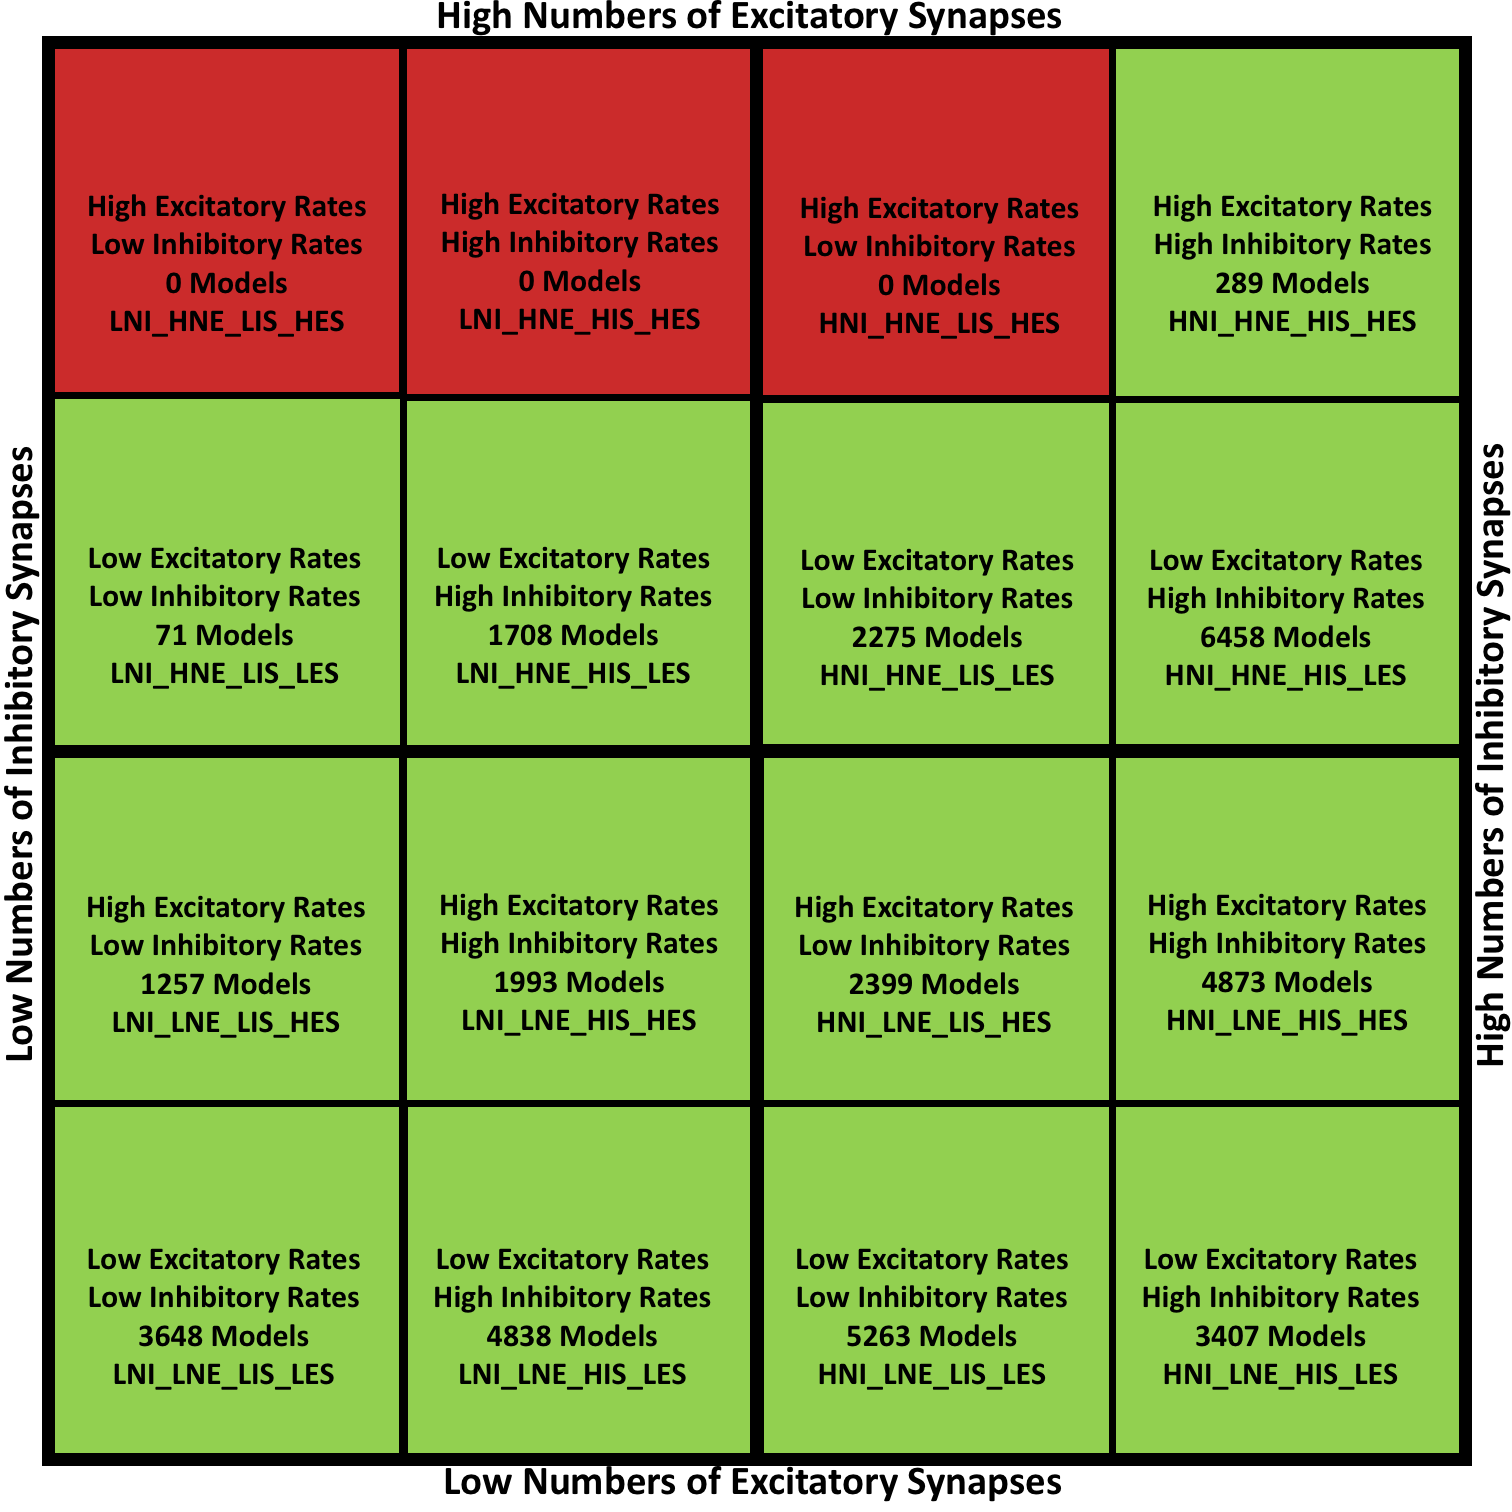 High Numbers of Excitatory Synapses
High Excitatory Rates
Low Inhibitory Rates
0 Models
LNI_HNE_LIS_HES
High Excitatory Rates
High Inhibitory Rates
0 Models
LNI_HNE_HIS_HES
High Excitatory Rates
Low Inhibitory Rates
0 Models
HNI_HNE_LIS_HES
High Excitatory Rates
High Inhibitory Rates
289 Models
HNI_HNE_HIS_HES
Low Numbers of Inhibitory Synapses
Low Excitatory Rates
Low Inhibitory Rates
71 Models
LNI_HNE_LIS_LES
Low Excitatory Rates
High Inhibitory Rates
1708 Models
LNI_HNE_HIS_LES
Low Excitatory Rates
Low Inhibitory Rates
2275 Models
HNI_HNE_LIS_LES
Low Excitatory Rates
High Inhibitory Rates
6458 Models
HNI_HNE_HIS_LES
High Numbers of Inhibitory Synapses
High Excitatory Rates
Low Inhibitory Rates
1257 Models
LNI_LNE_LIS_HES
High Excitatory Rates
High Inhibitory Rates
1993 Models
LNI_LNE_HIS_HES
High Excitatory Rates
Low Inhibitory Rates
2399 Models
HNI_LNE_LIS_HES
High Excitatory Rates
High Inhibitory Rates
4873 Models
HNI_LNE_HIS_HES
Low Excitatory Rates
Low Inhibitory Rates
3648 Models
LNI_LNE_LIS_LES
Low Excitatory Rates
High Inhibitory Rates
4838 Models
LNI_LNE_HIS_LES
Low Excitatory Rates
Low Inhibitory Rates
5263 Models
HNI_LNE_LIS_LES
Low Excitatory Rates
High Inhibitory Rates
3407 Models
HNI_LNE_HIS_LES
Low Numbers of Excitatory Synapses